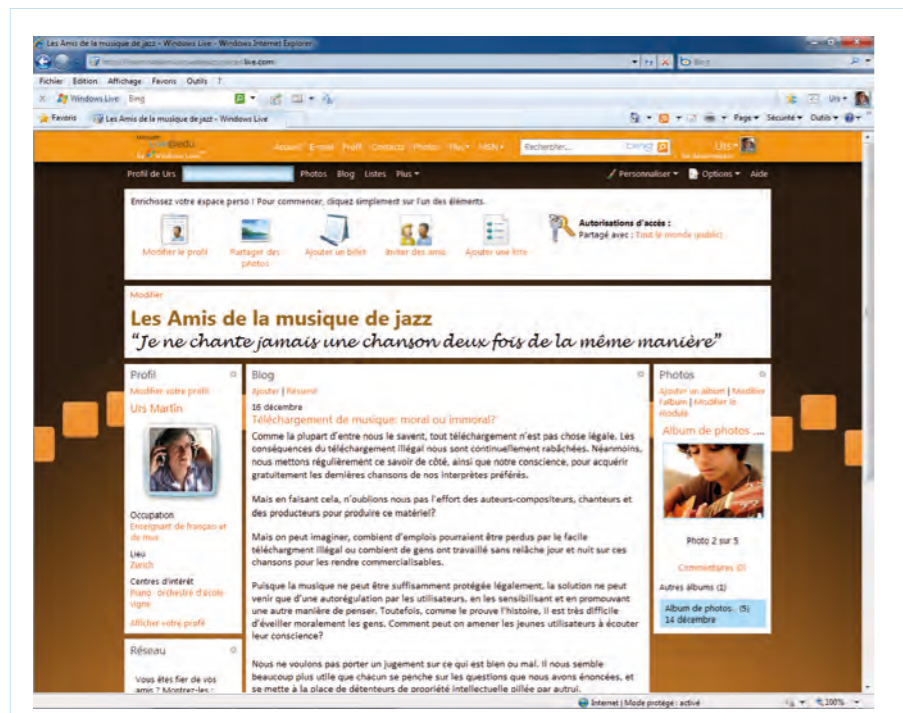 Les Amis de la musique de jazz - Windows Live - Windows Internet Explorer
live.com
Bing
Fichier Edition Affichage Favoris Outils ?
Windows Live Bing
Urs
Favoris Les Amis de la musique de jazz - Windows Live
Page Sécurité Outils
Accueil E-mail Profil Contacts Photos Plus MSN Rechercher... Urs
Profil de Urs Photos Blog Listes Plus Personnaliser Options Aide
Enrichissez votre espace perso ! Pour commencer, cliquez simplement sur l'un des éléments.
Modifier le profil
Partager des photos
Ajouter un billet
Inviter des amis
Ajouter une liste
Autorisations d'accès :
Partagé avec : Tout le monde (public)
Modifier
Les Amis de la musique de jazz
"Je ne chante jamais une chanson deux fois de la même manière"
Profil
Modifier votre profil
Urs Martin
Occupation
Enseignant de français et
de mus
Lieu
Zurich
Centres d'intérêt
Piano orchestre d'école
vigne
Afficher votre profil
Réseau
Vous êtes fier de vos
amis ? Montrez-les :
Blog
Ajouter | Résumé
16 décembre
Téléchargement de musique: moral ou immoral?
Comme la plupart d'entre nous le savent, tout téléchargement n'est pas chose légale. Les
conséquences du téléchargement illégal nous sont continuellement rabâchées. Néanmoins,
nous mettons régulièrement ce savoir de côté, ainsi que notre conscience, pour acquérir
gratuitement les dernières chansons de nos interprètes préférés.
Mais en faisant cela, n'oublions nous pas l'effort des auteurs-compositeurs, chanteurs et
des producteurs pour produire ce matériel?
Mais on peut imaginer, combient d'emplois pourraient être perdus par le facile
téléchargment illégal ou combient de gens ont travaillé sans relâche jour et nuit sur ces
chansons pour les rendre commercialisables.
Puisque la musique ne peut être suffisamment protégée légalement, la solution ne peut
venir que d'une autorégulation par les utilisateurs, en les sensibilisant et en promouvant
une autre manière de penser. Toutefois, comme le prouve l'histoire, il est très difficile
d'éveiller moralement les gens. Comment peut on amener les jeunes utilisateurs à écouter
leur conscience?
Nous ne voulons pas porter un jugement sur ce qui est bien ou mal. Il nous semble
beaucoup plus utile que chacun se penche sur les questions que nous avons énoncées, et
se mette à la place de détenteurs de propriété intellectuelle pillée par autrui.
Photos
Ajouter un album | Modifier
l'album | Modifier le
module
Album de photos ....
Photo 2 sur 5
Commentaires (0)
Autres albums (1)
Album de photos (5)
14 décembre
Internet | Mode protégé : activé 100%